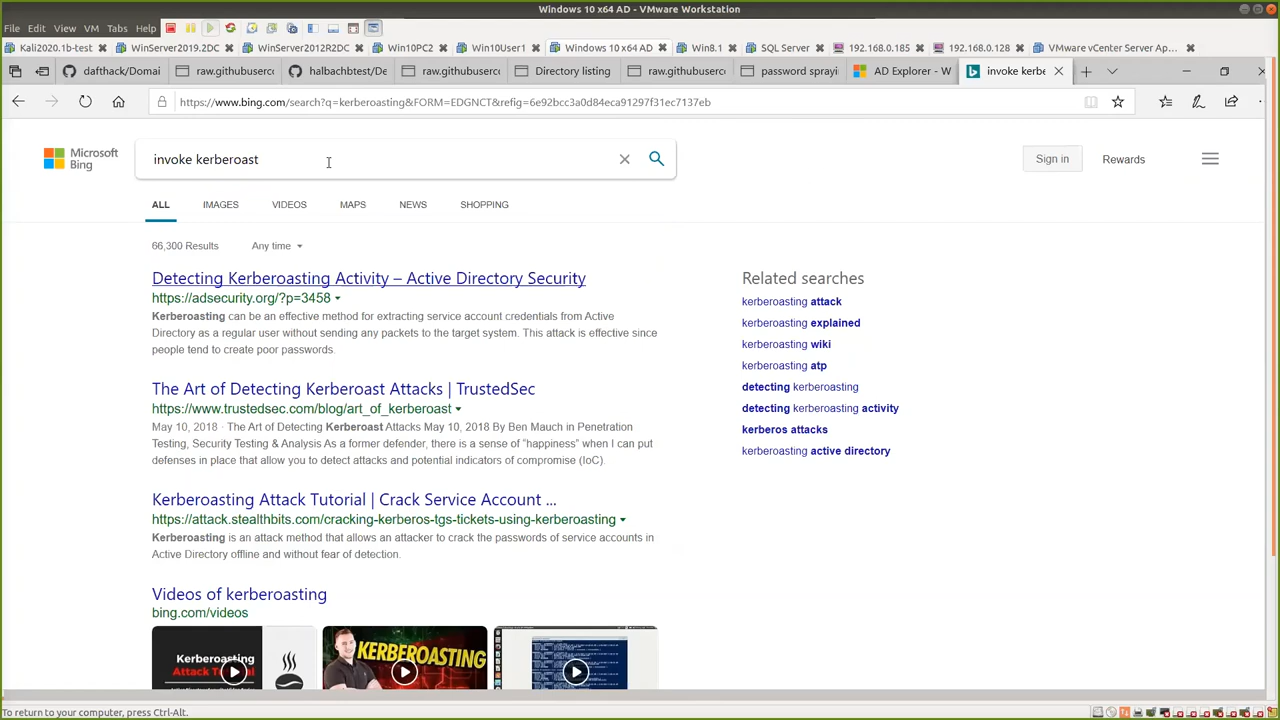 Windows 10 x64 AD - VMware Workstation
File Edit View VM Tabs Help
Kali2020.1b-test WinServer2019.2DC WinServer2012R2DC Win10PC2 Win10User1 Windows 10 x64 AD Win8.1 SQL Server 192.168.0.185 192.168.0.128 VMware vCenter Server Ap...
dafthack/Domai raw.githubuserc halbachbtest/De raw.githubuserc Directory listing raw.githubuserc password sprayi AD Explorer - W invoke kerbe
https://www.bing.com/search?q=kerberoasting&FORM=EDGNCT&refig=6e92bcc3a0d84eca91297f31ec7137eb
Microsoft Bing
invoke kerberoast
Sign in Rewards
ALL IMAGES VIDEOS MAPS NEWS SHOPPING
66,300 Results Any time
Detecting Kerberoasting Activity – Active Directory Security
https://adsecurity.org/?p=3458
Kerberoasting can be an effective method for extracting service account credentials from Active
Directory as a regular user without sending any packets to the target system. This attack is effective since
people tend to create poor passwords.
The Art of Detecting Kerberoast Attacks | TrustedSec
https://www.trustedsec.com/blog/art_of_kerberoast
May 10, 2018 · The Art of Detecting Kerberoast Attacks May 10, 2018 By Ben Mauch in Penetration
Testing, Security Testing & Analysis As a former defender, there is a sense of “happiness” when I can put
defenses in place that allow you to detect attacks and potential indicators of compromise (IoC).
Kerberoasting Attack Tutorial | Crack Service Account ...
https://attack.stealthbits.com/cracking-kerberos-tgs-tickets-using-kerberoasting
Kerberoasting is an attack method that allows an attacker to crack the passwords of service accounts in
Active Directory offline and without fear of detection.
Videos of kerberoasting
bing.com/videos
Kerberoasting
Attack
KERBEROASTING
Related searches
kerberoasting attack
kerberoasting explained
kerberoasting wiki
kerberoasting atp
detecting kerberoasting
detecting kerberoasting activity
kerberos attacks
kerberoasting active directory
To return to your computer, press Ctrl-Alt.